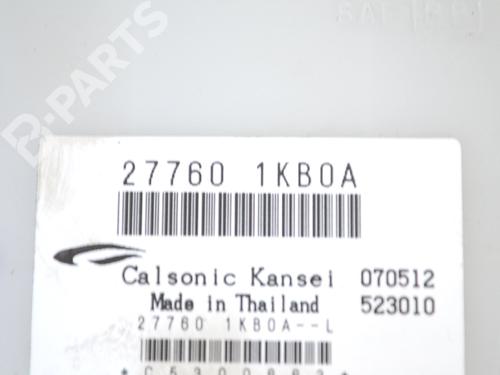 27760 1KB0A
Calsonic Kansei 070512
Made in Thailand 523010
27760 1KB0A--L
B-PARTS